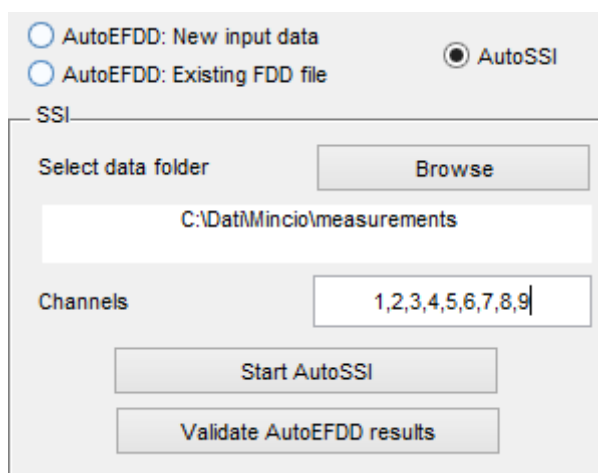 AutoEFDD: New input data
AutoSSI
AutoEFDD: Existing FDD file
SSI
Select data folder
Browse
C:\Dati\Mincio\measurements
Channels
1,2,3,4,5,6,7,8,9
Start AutoSSI
Validate AutoEFDD results